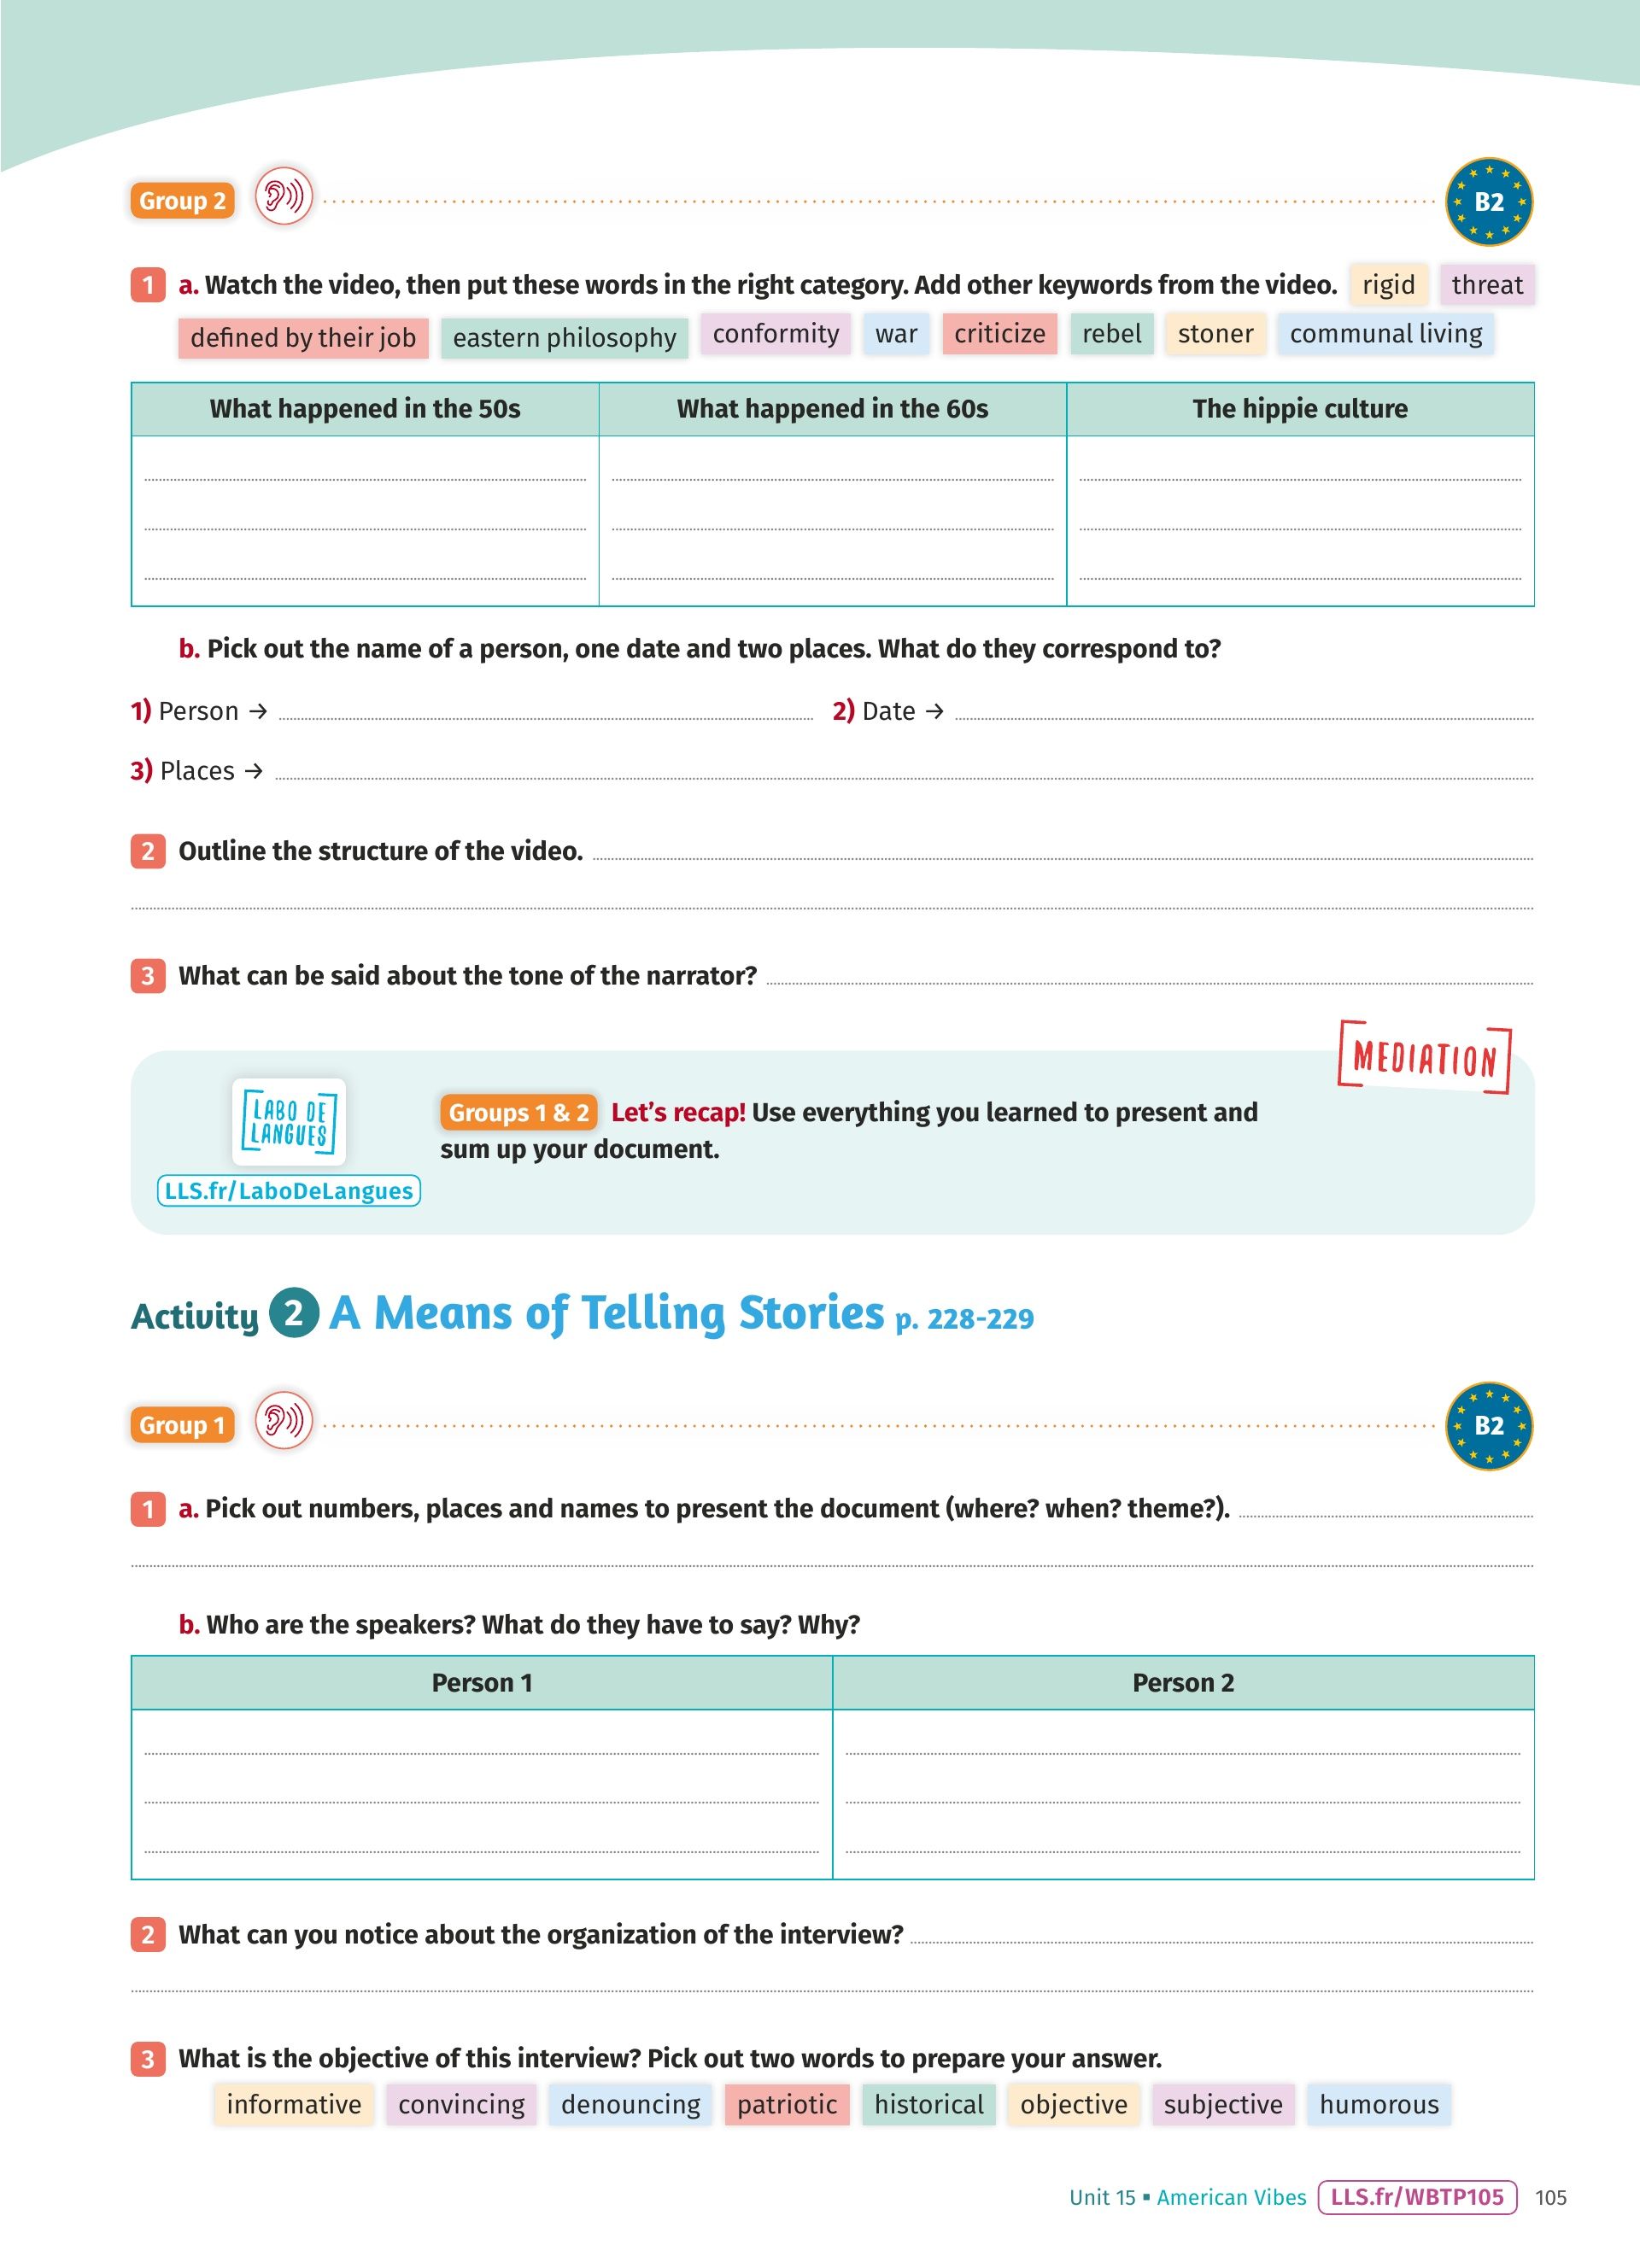 Group 2
B2
1 a. Watch the video, then put these words in the right category. Add other keywords from the video. rigid threat
defined by their job eastern philosophy conformity war criticize rebel stoner communal living
What happened in the 50s What happened in the 60s The hippie culture
b. Pick out the name of a person, one date and two places. What do they correspond to?
1) Person → 2) Date →
3) Places →
2 Outline the structure of the video.
3 What can be said about the tone of the narrator?
MEDIATION
LABO DE
LANGUES
LLS.fr/LaboDeLangues
Groups 1 & 2 Let's recap! Use everything you learned to present and
sum up your document.
Activity 2 A Means of Telling Stories p. 228-229
Group 1
B2
1 a. Pick out numbers, places and names to present the document (where? when? theme?).
b. Who are the speakers? What do they have to say? Why?
Person 1 Person 2
2 What can you notice about the organization of the interview?
3 What is the objective of this interview? Pick out two words to prepare your answer.
informative convincing denouncing patriotic historical objective subjective humorous
Unit 15 ▪ American Vibes LLS.fr/WBTP105 105